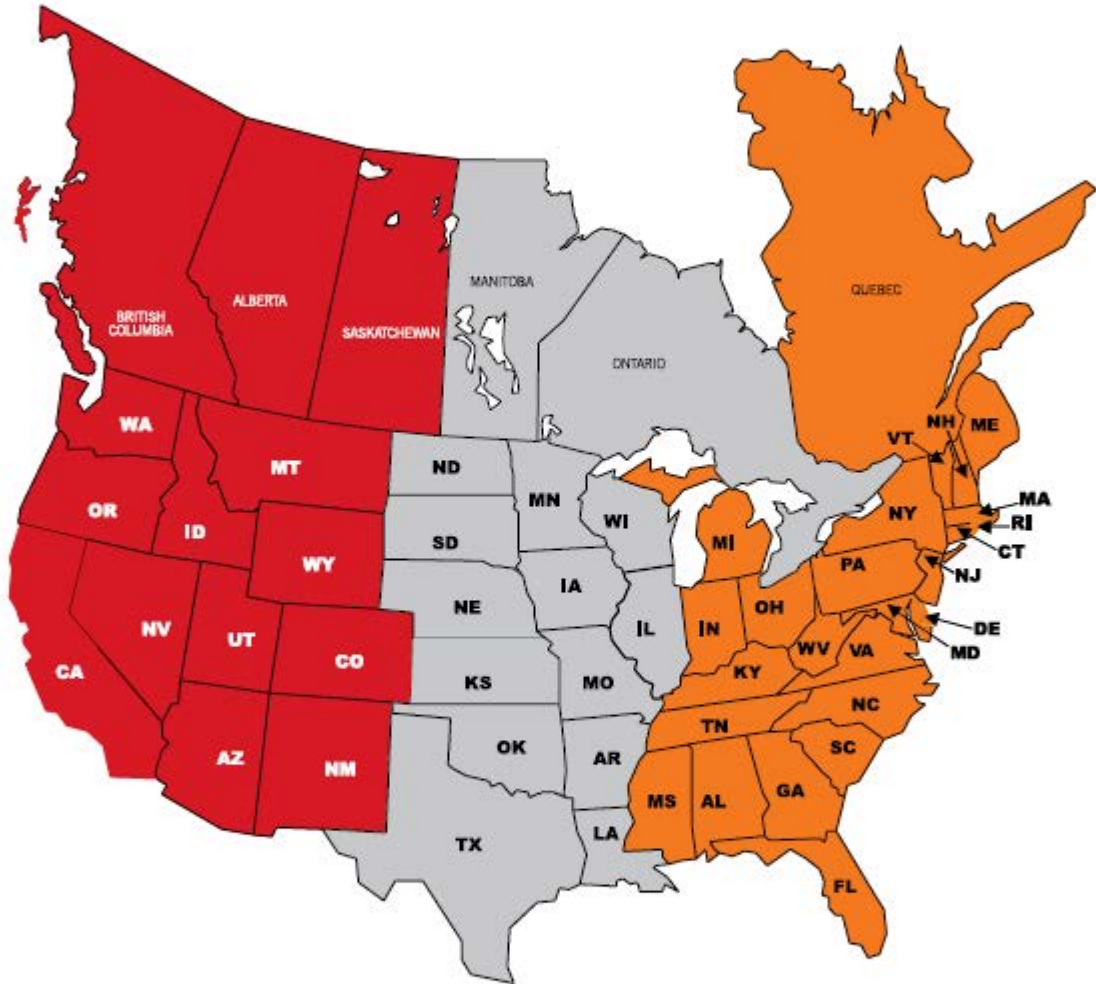 MANITOBA
QUEBEC
ALBERTA
BRITISH
COLUMBIA
SASKATCHEWAN
ONTARIO
WA
NH
ME
VT
MT
ND
MN
MA
OR
WI
NY
RI
ID
SD
MI
CT
WY
PA
NJ
IA
NE
OH
DE
NV
UT
IL
IN
WV
VA
MD
CO
CA
KS
MO
KY
NC
TN
AZ
NM
OK
AR
SC
MS
AL
GA
TX
LA
FL